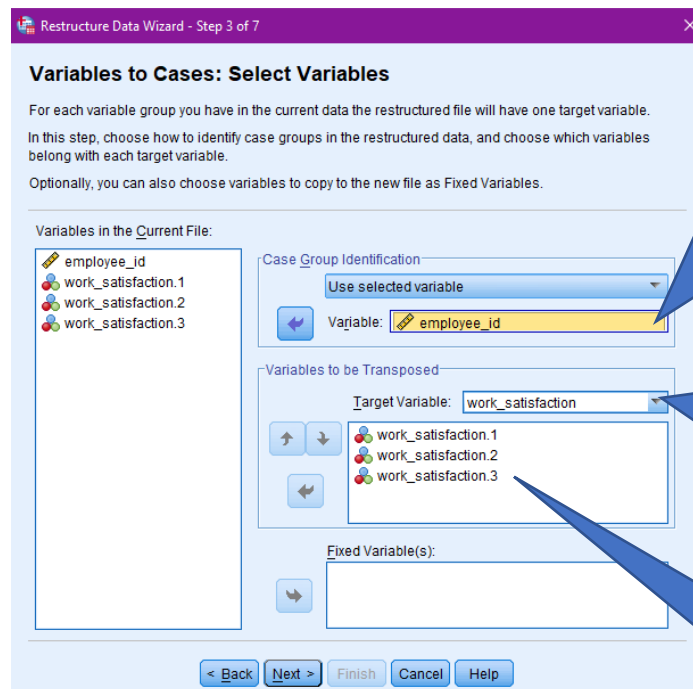 Restructure Data Wizard - Step 3 of 7
Variables to Cases: Select Variables
For each variable group you have in the current data the restructured file will have one target variable.
In this step, choose how to identify case groups in the restructured data, and choose which variables
belong with each target variable.
Optionally, you can also choose variables to copy to the new file as Fixed Variables.
Variables in the Current File:
employee_id
work_satisfaction.1
work_satisfaction.2
work_satisfaction.3
Case Group Identification
Use selected variable
Variable: employee_id
Variables to be Transposed
Target Variable: work_satisfaction
work_satisfaction.1
work_satisfaction.2
work_satisfaction.3
Fixed Variable(s):
< Back Next > Finish Cancel Help